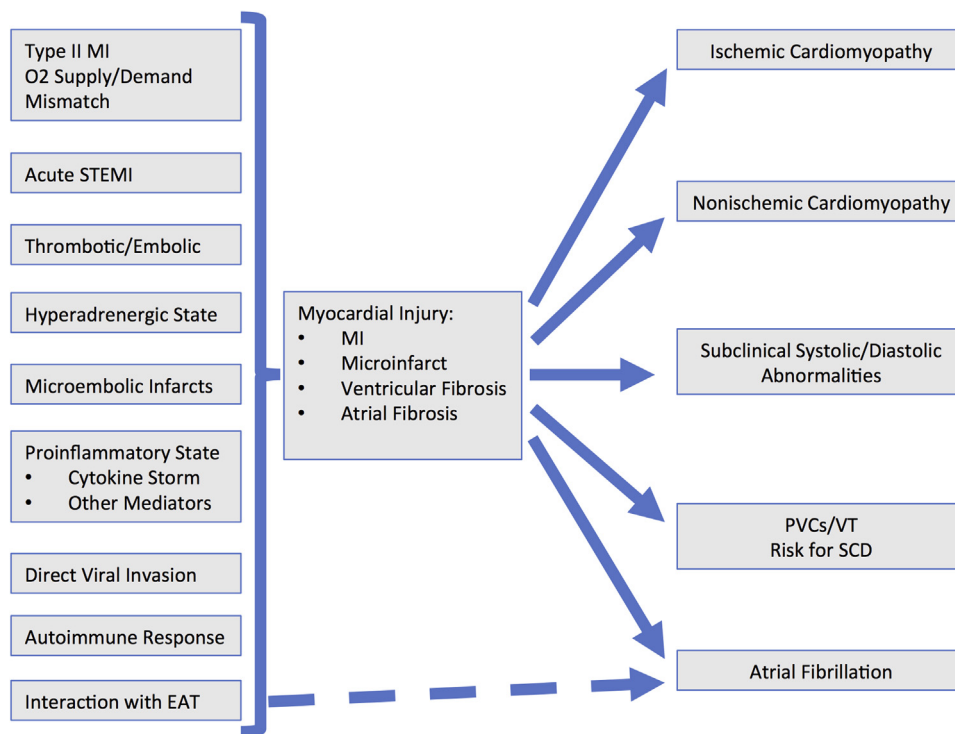 Type II MI
O2 Supply/Demand
Mismatch
Acute STEMI
Thrombotic/Embolic
Hyperadrenergic State
Microembolic Infarcts
Proinflammatory State
• Cytokine Storm
• Other Mediators
Direct Viral Invasion
Autoimmune Response
Interaction with EAT
Myocardial Injury:
• MI
• Microinfarct
• Ventricular Fibrosis
• Atrial Fibrosis
Ischemic Cardiomyopathy
Nonischemic Cardiomyopathy
Subclinical Systolic/Diastolic
Abnormalities
PVCs/VT
Risk for SCD
Atrial Fibrillation